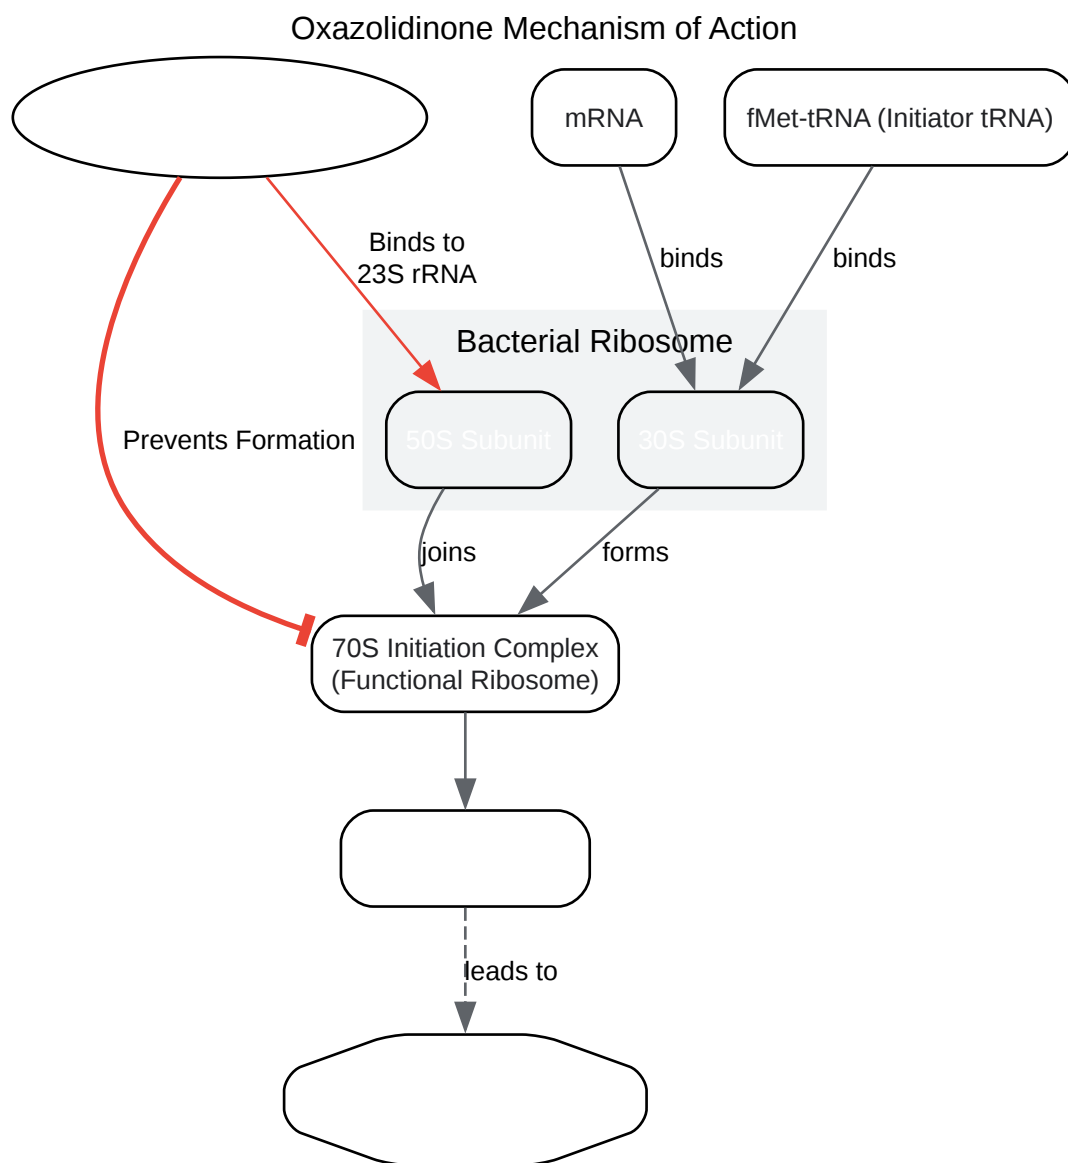 Oxazolidinone Mechanism of Action
mRNA
fMet-tRNA (Initiator tRNA)
Binds to
23S rRNA
binds
binds
Bacterial Ribosome
Prevents Formation
50S Subunit
30S Subunit
joins
forms
70S Initiation Complex
(Functional Ribosome)
leads to